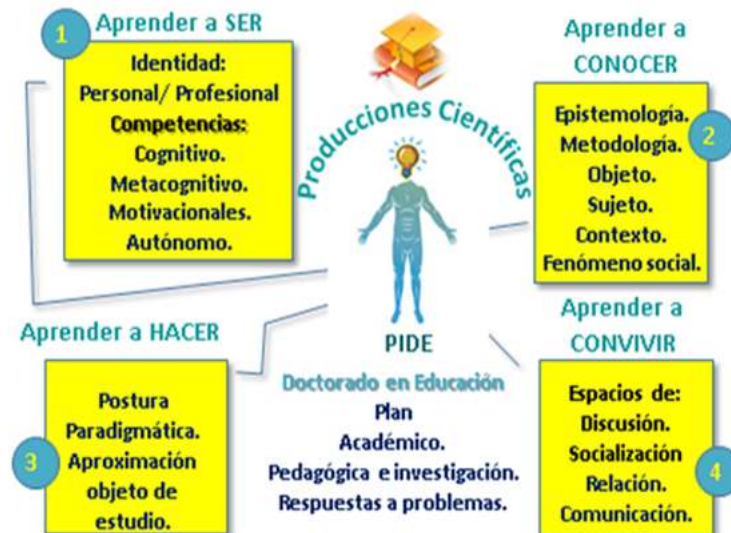 1
Aprender a SER
Identidad:
Personal/ Profesional
Competencias:
Cognitivo.
Metacognitivo.
Motivacionales.
Autónomo.
Producciones Científicas
Aprender a
CONOCER
2
Epistemología.
Metodología.
Objeto.
Sujeto.
Contexto.
Fenómeno social.
Aprender a HACER
3
Postura
Paradigmática.
Aproximación
objeto de
estudio.
PIDE
Doctorado en Educación
Plan
Académico.
Pedagógica e investigación.
Respuestas a problemas.
Aprender a
CONVIVIR
4
Espacios de:
Discusión.
Socialización
Relación.
Comunicación.